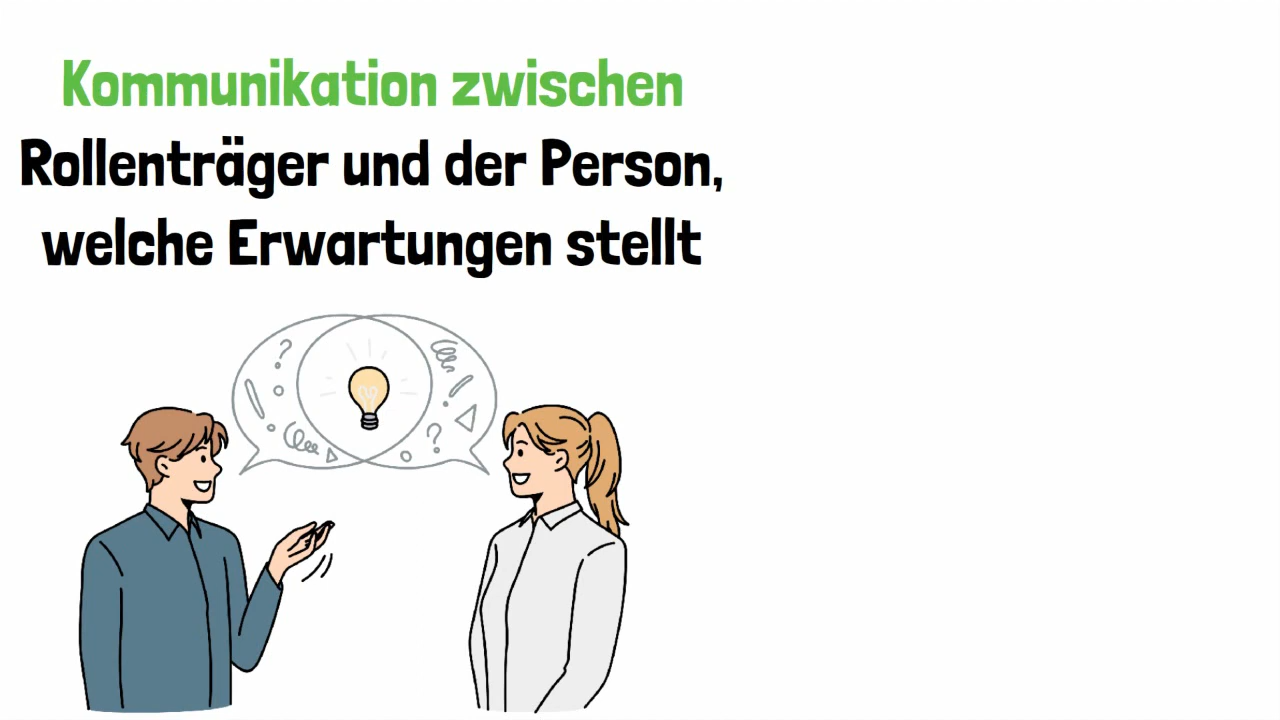 Kommunikation zwischen
Rollenträger und der Person,
welche Erwartungen stellt